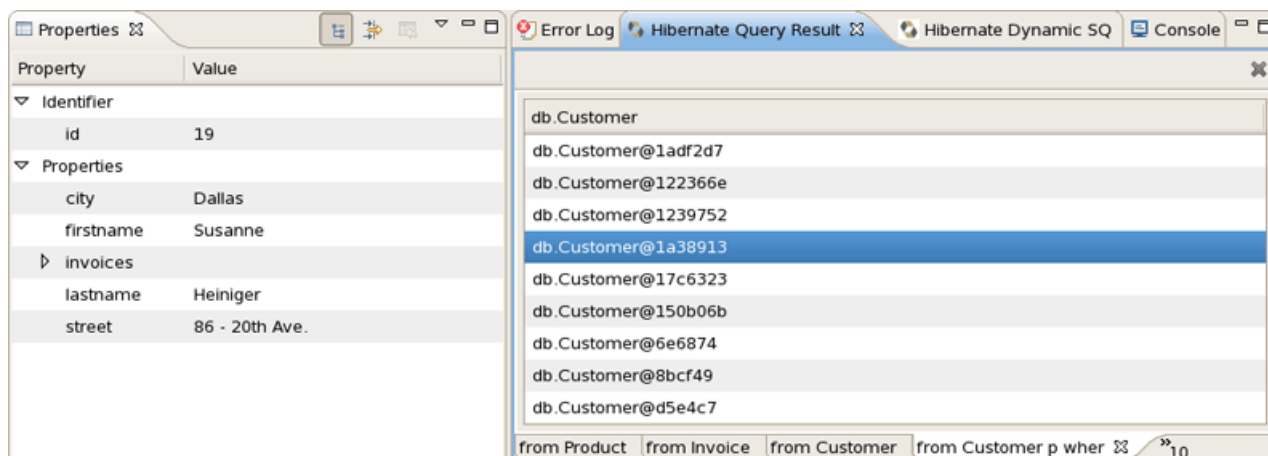 Properties
Property Value
Identifier
id 19
Properties
city Dallas
firstname Susanne
invoices
lastname Heiniger
street 86 - 20th Ave.
Error Log Hibernate Query Result Hibernate Dynamic SQ Console
db.Customer
db.Customer@1adf2d7
db.Customer@122366e
db.Customer@1239752
db.Customer@1a38913
db.Customer@17c6323
db.Customer@150b06b
db.Customer@6e6874
db.Customer@8bcf49
db.Customer@d5e4c7
from Product from Invoice from Customer from Customer p wher »10